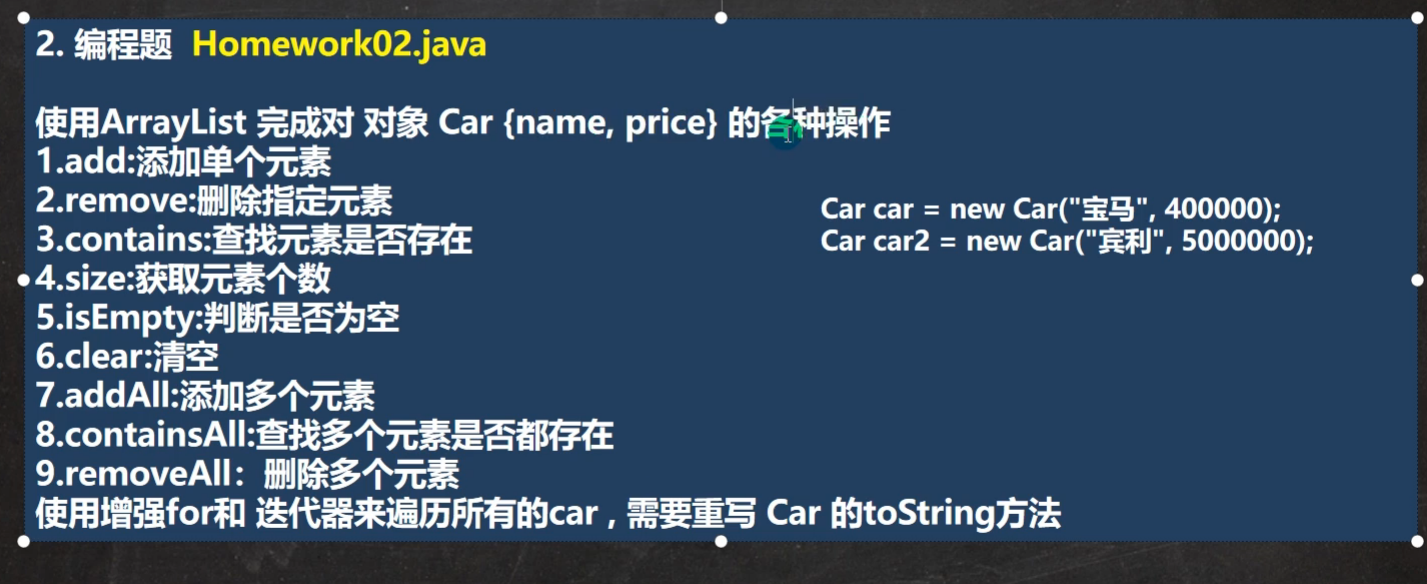 2. 编程题 Homework02.java
使用ArrayList 完成对 对象 Car {name, price} 的各种操作
1.add:添加单个元素
2.remove:删除指定元素
3.contains:查找元素是否存在
4.size:获取元素个数
5.isEmpty:判断是否为空
6.clear:清空
7.addAll:添加多个元素
8.containsAll:查找多个元素是否都存在
9.removeAll：删除多个元素
使用增强for和 迭代器来遍历所有的car , 需要重写 Car 的toString方法
Car car = new Car("宝马", 400000);
Car car2 = new Car("宾利", 5000000);